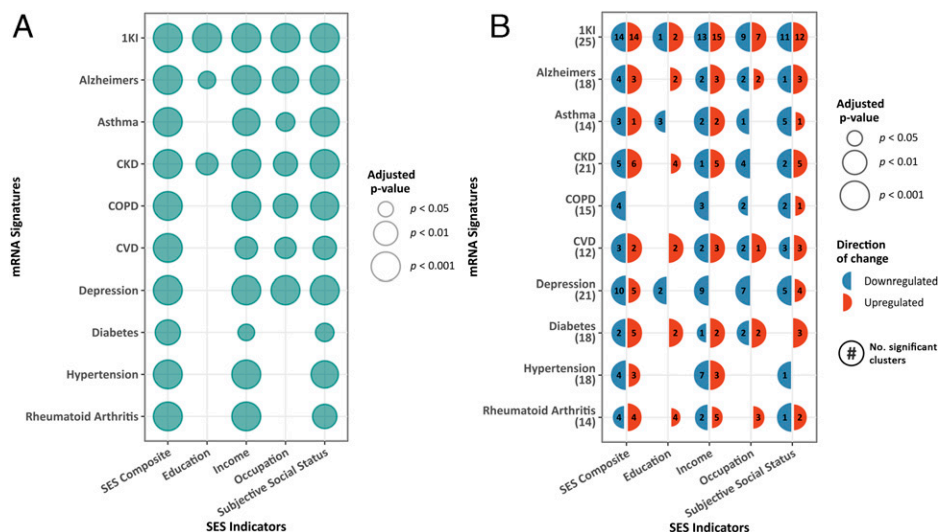 A
1KI
Alzheimers
Asthma
CKD
COPD
CVD
Depression
Diabetes
Hypertension
Rheumatoid Arthritis
mRNA Signatures
SES Composite
Education
Income
Occupation
Subjective Social Status
SES Indicators
Adjusted
p-value
p < 0.05
p < 0.01
p < 0.001
B
1KI
(25)
14 14 1 2 13 15 9 7 11 12
Alzheimers
(18)
4 3 2 2 3 2 2 1 3
Asthma
(14)
3 1 3 2 2 1 5 1
CKD
(21)
5 6 4 1 5 4 2 5
COPD
(15)
4 3 2 2 1
CVD
(12)
3 2 2 2 3 2 1 3 3
Depression
(21)
10 5 2 9 7 5 4
Diabetes
(18)
2 5 2 1 2 2 2 3
Hypertension
(18)
4 3 7 3 1
Rheumatoid Arthritis
(14)
4 4 4 2 5 3 1 2
mRNA Signatures
SES Composite
Education
Income
Occupation
Subjective Social Status
SES Indicators
Adjusted
p-value
p < 0.05
p < 0.01
p < 0.001
Direction
of change
Downregulated
Upregulated
# No. significant
clusters